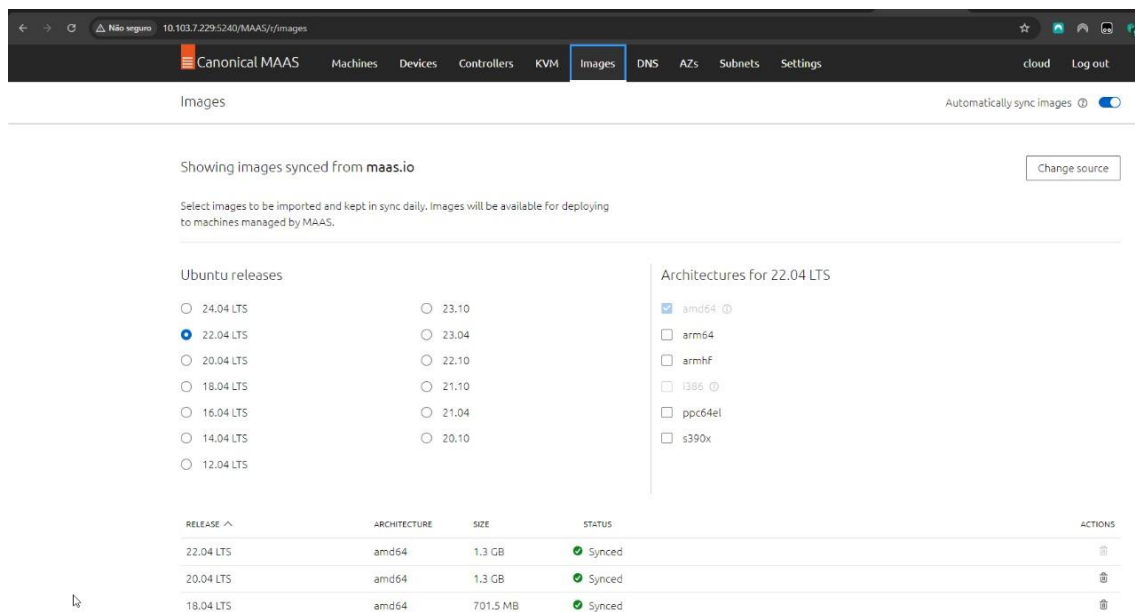 Não seguro 10.103.7.229:5240/MAAS/r/images
Canonical MAAS Machines Devices Controllers KVM Images DNS AZs Subnets Settings cloud Log out
Images Automatically sync images
Showing images synced from maas.io Change source
Select images to be imported and kept in sync daily. Images will be available for deploying
to machines managed by MAAS.
Ubuntu releases Architectures for 22.04 LTS
24.04 LTS 23.10 amd64
22.04 LTS 23.04 arm64
20.04 LTS 22.10 armhf
18.04 LTS 21.10 i386
16.04 LTS 21.04 ppc64el
14.04 LTS 20.10 s390x
12.04 LTS
RELEASE ARCHITECTURE SIZE STATUS ACTIONS
22.04 LTS amd64 1.3 GB Synced
20.04 LTS amd64 1.3 GB Synced
18.04 LTS amd64 701.5 MB Synced